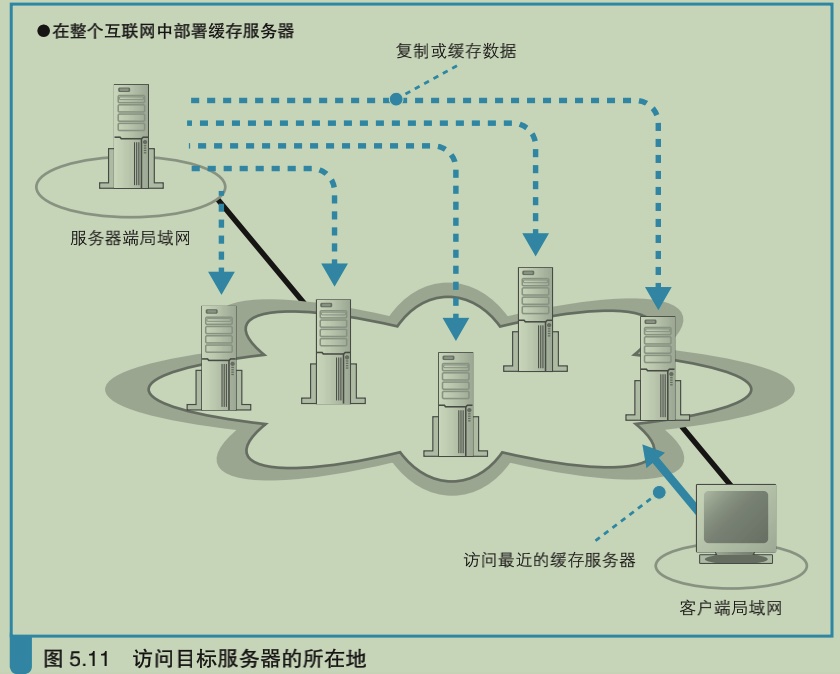 ●在整个互联网中部署缓存服务器
复制或缓存数据
服务器端局域网
访问最近的缓存服务器
客户端局域网
图 5.11 访问目标服务器的所在地